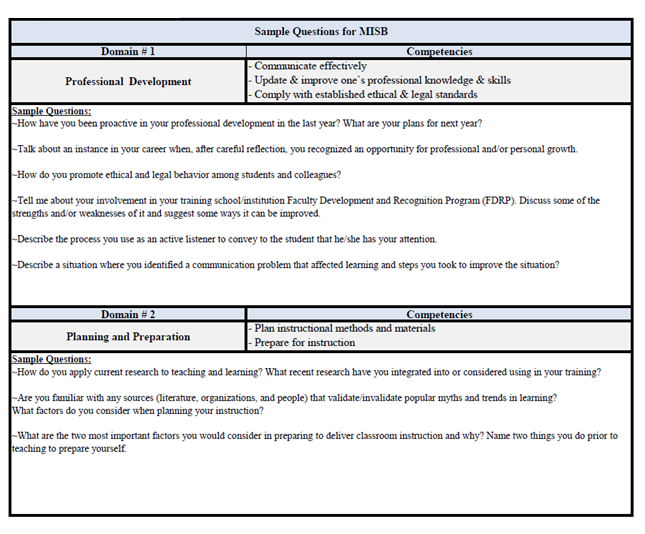 Sample Questions for MISB
Domain # 1
Competencies
Professional Development
- Communicate effectively
- Update & improve one`s professional knowledge & skills
- Comply with established ethical & legal standards
Sample Questions:
~How have you been proactive in your professional development in the last year? What are your plans for next year?
~Talk about an instance in your career when, after careful reflection, you recognized an opportunity for professional and/or personal growth.
~How do you promote ethical and legal behavior among students and colleagues?
~Tell me about your involvement in your training school/institution Faculty Development and Recognition Program (FDRP). Discuss some of the
strengths and/or weaknesses of it and suggest some ways it can be improved.
~Describe the process you use as an active listener to convey to the student that he/she has your attention.
~Describe a situation where you identified a communication problem that affected learning and steps you took to improve the situation?
Domain # 2
Competencies
Planning and Preparation
- Plan instructional methods and materials
- Prepare for instruction
Sample Questions:
~How do you apply current research to teaching and learning? What recent research have you integrated into or considered using in your training?
~Are you familiar with any sources (literature, organizations, and people) that validate/invalidate popular myths and trends in learning?
What factors do you consider when planning your instruction?
~What are the two most important factors you would consider in preparing to deliver classroom instruction and why? Name two things you do prior to
teaching to prepare yourself.